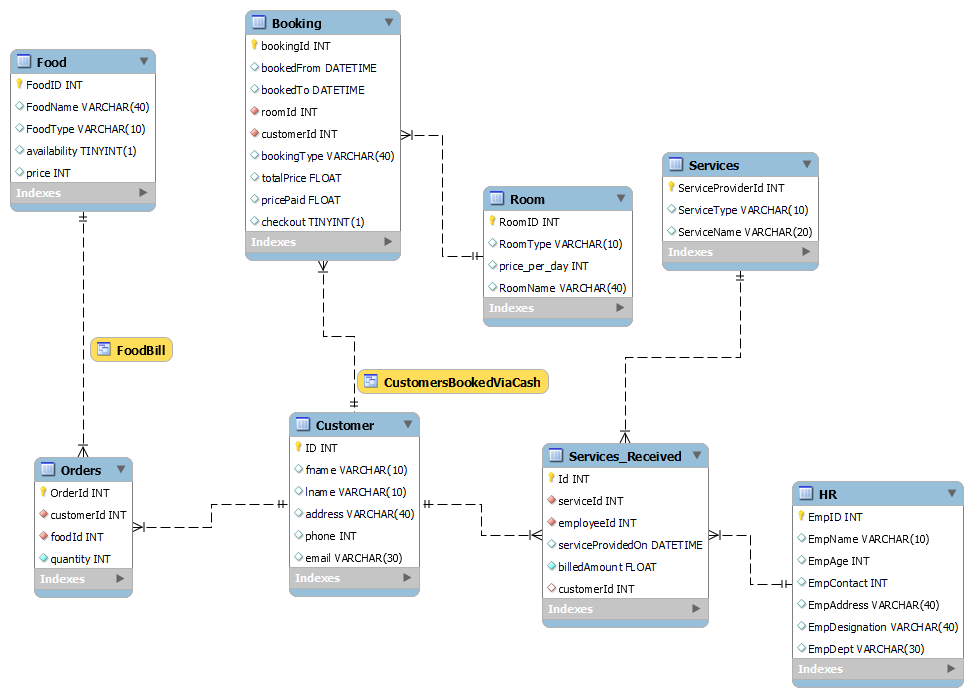 Booking
bookingId INT
bookedFrom DATETIME
bookedTo DATETIME
roomId INT
customerId INT
bookingType VARCHAR(40)
totalPrice FLOAT
pricePaid FLOAT
checkout TINYINT(1)
Indexes
Food
FoodID INT
FoodName VARCHAR(40)
FoodType VARCHAR(10)
availability TINYINT(1)
price INT
Indexes
Room
RoomID INT
RoomType VARCHAR(10)
price_per_day INT
RoomName VARCHAR(40)
Indexes
Services
ServiceProviderId INT
ServiceType VARCHAR(10)
ServiceName VARCHAR(20)
Indexes
FoodBill
CustomersBookedViaCash
Orders
OrderId INT
customerId INT
foodId INT
quantity INT
Indexes
Customer
ID INT
fname VARCHAR(10)
lname VARCHAR(10)
address VARCHAR(40)
phone INT
email VARCHAR(30)
Indexes
Services_Received
Id INT
serviceId INT
employeeId INT
serviceProvidedOn DATETIME
billedAmount FLOAT
customerId INT
Indexes
HR
EmpID INT
EmpName VARCHAR(10)
EmpAge INT
EmpContact INT
EmpAddress VARCHAR(40)
EmpDesignation VARCHAR(40)
EmpDept VARCHAR(30)
Indexes